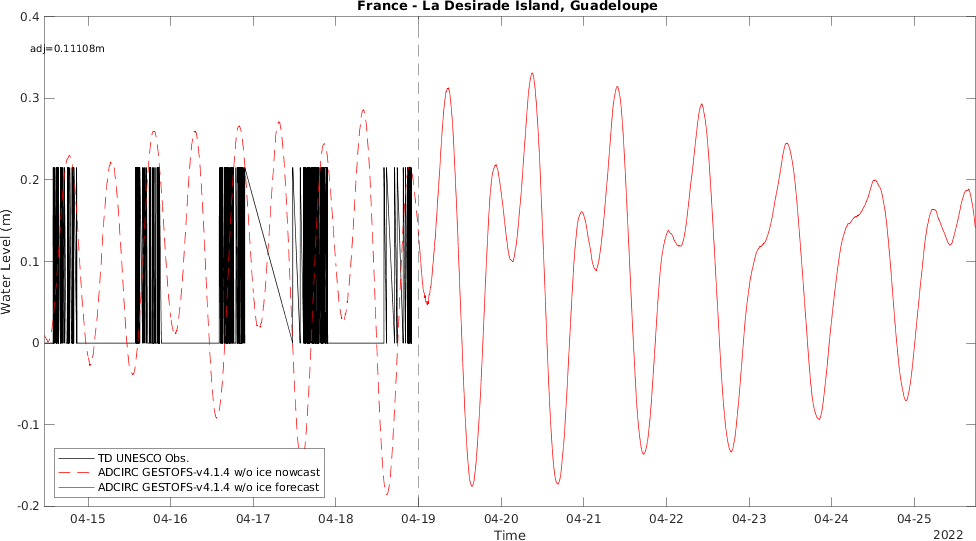 France - La Desirade Island, Guadeloupe
adj=0.11108m
0.4
0.3
0.2
0.1
0
-0.1
-0.2
Water Level (m)
TD UNESCO Obs.
ADCIRC GESTOFS-v4.1.4 w/o ice nowcast
ADCIRC GESTOFS-v4.1.4 w/o ice forecast
04-15 04-16 04-17 04-18 04-19 04-20 04-21 04-22 04-23 04-24 04-25
Time
2022